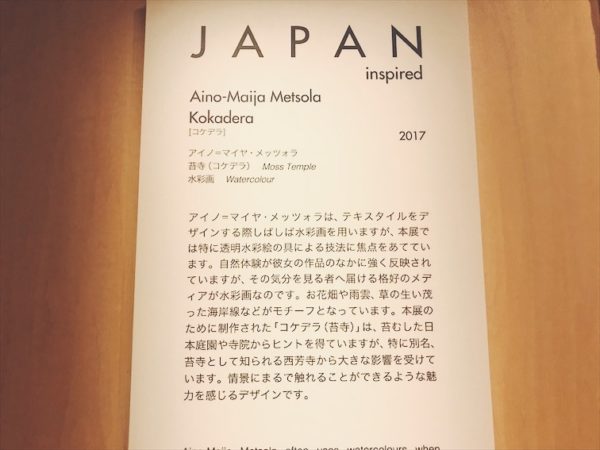 JAPAN
inspired
Aino-Maija Metsola
Kokadera
[コケデラ]
2017
アイノ=マイヤ・メッツォラ
苔寺（コケデラ） Moss Temple
水彩画 Watercolour
アイノ=マイヤ・メッツォラは、テキスタイルをデ
ザインする際しばしば水彩画を用いますが、本展で
は特に透明水彩絵の具による技法に焦点をあててい
ます。自然体験が彼女の作品のなかに強く反映され
ていますが、その気分を見る者へ届ける格好のメデ
ィアが水彩画なのです。お花畑や雨雲、草の生い茂
った海岸線などがモチーフとなっています。本展の
ために制作された「コケデラ（苔寺）」は、苔むした日
本庭園や寺院からヒントを得ていますが、特に別名、
苔寺として知られる西芳寺から大きな影響を受けて
います。情景にまるで触れることができるような魅
力を感じるデザインです。
Aino-Maija Metsola often uses watercolours when